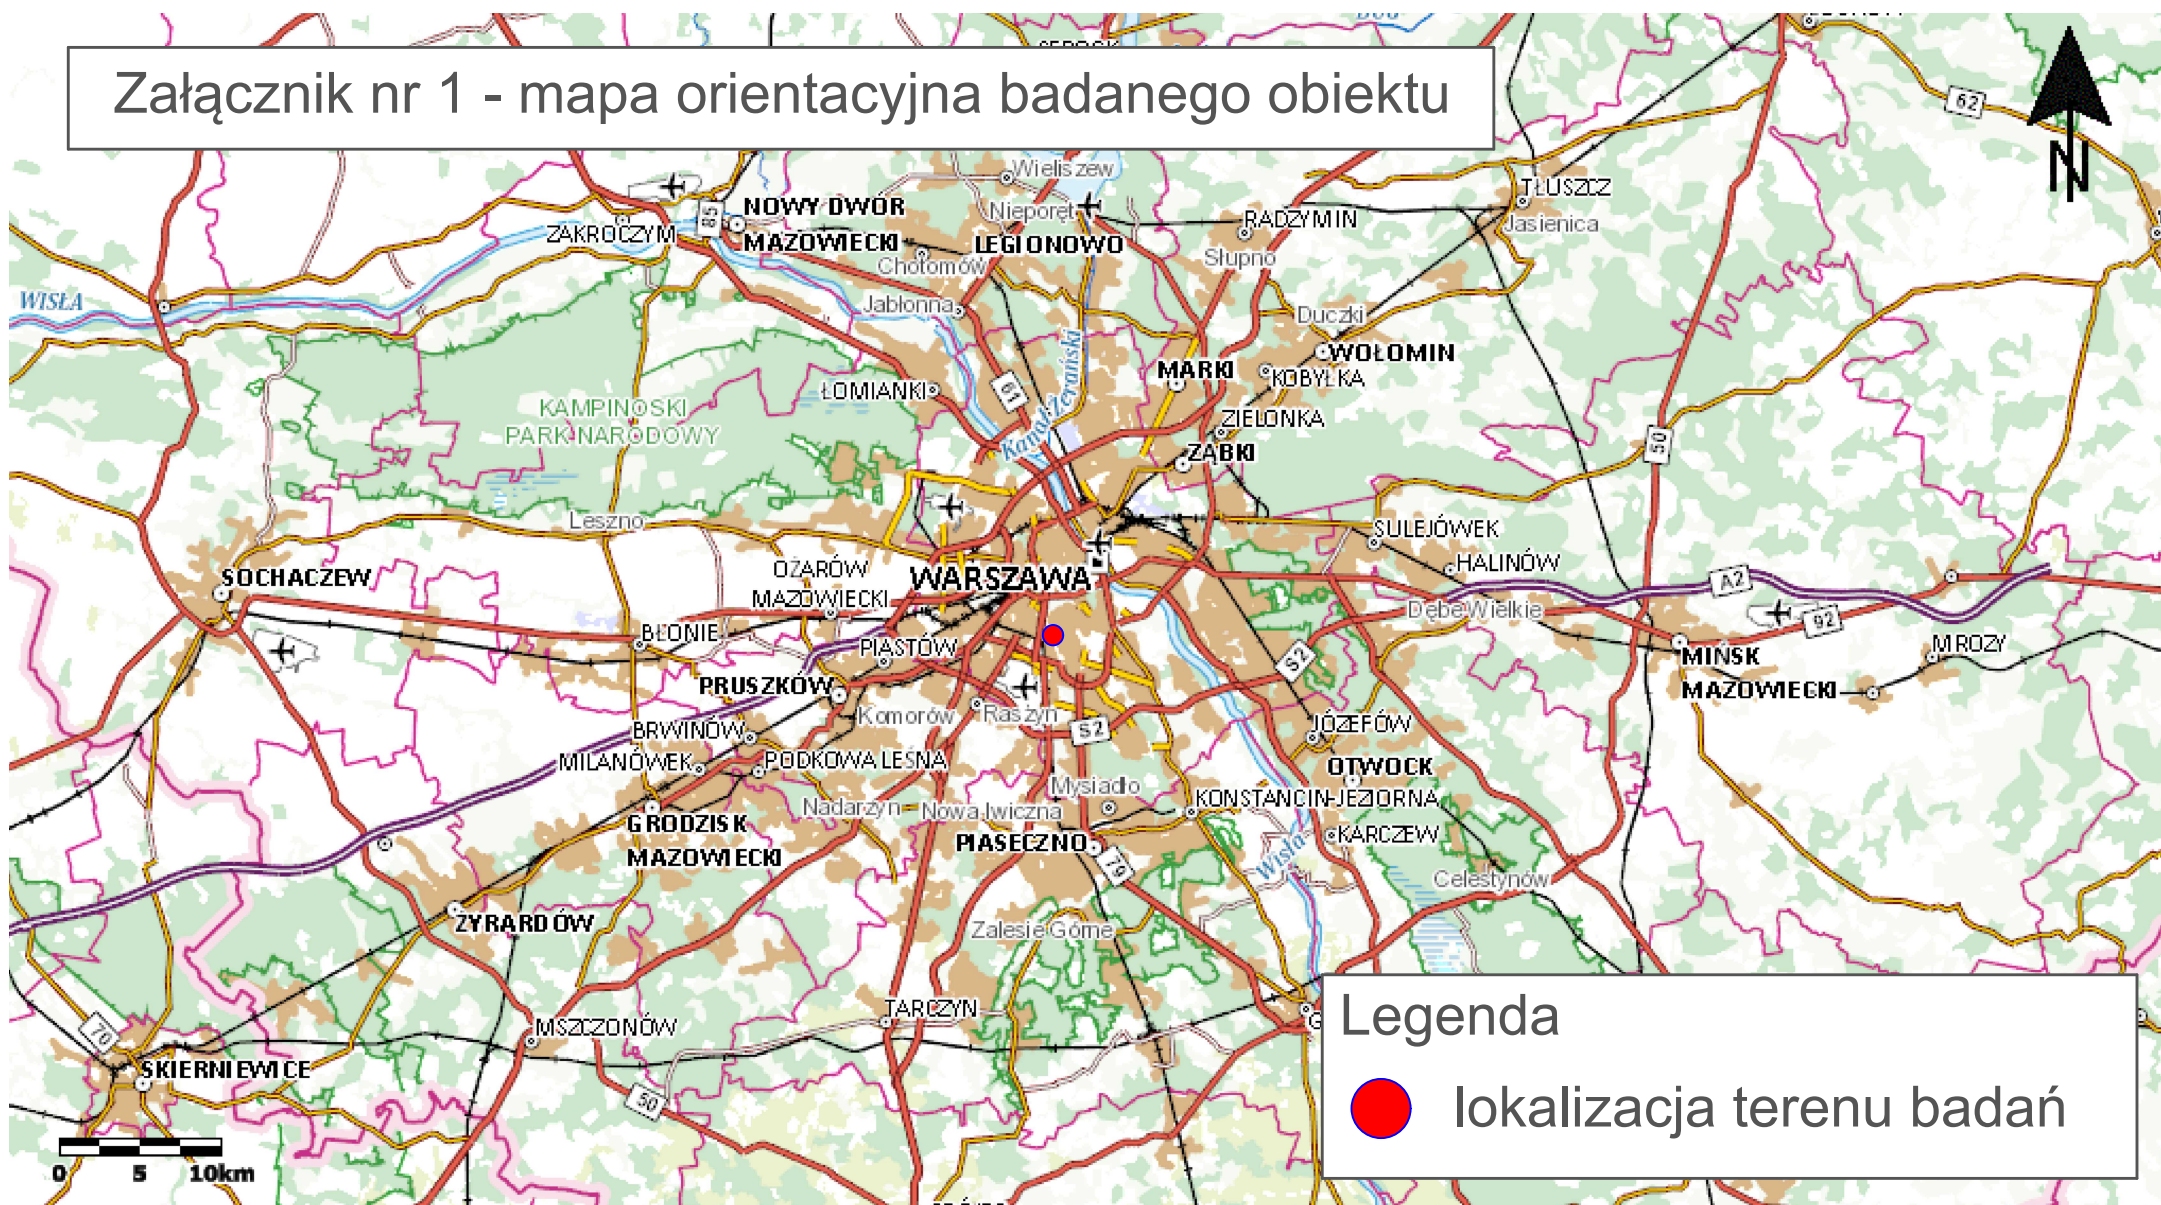 Załącznik nr 1 - mapa orientacyjna badanego obiektu
N
62
Wieliszew
TŁUSZCZ
85
NOWY DWÓR
MAZOWIECKI
Nieporęt
RADZYMIN
Jasienica
ZAKROCZYM
LEGIONOWO
Chotomów
Słupno
WISŁA
Jabłonna
Duczki
Kanał Żerański
WOŁOMIN
MARKI
KOBYŁKA
ŁOMIANKI
61
KAMPINOSKI
PARK NARODOWY
ZIELONKA
ZĄBKI
50
Leszno
SULEJÓWEK
HALINÓW
SOCHACZEW
OŻARÓW
MAZOWIECKI
WARSZAWA
A2
Dębe Wielkie
92
BŁONIE
PIASTÓW
S2
MIŃSK
MAZOWIECKI
MROZY
PRUSZKÓW
Komorów
Raszyn
S2
BRWINÓW
JÓZEFÓW
MILANÓWEK
PODKOWA LEŚNA
OTWOCK
Mysiadło
Nadarzyn
Nowa Iwiczna
KONSTANCIN-JEZIORNA
GRODZISK
MAZOWIECKI
PIASECZNO
KARCZEW
Wisła
79
Celestynów
ŻYRARDÓW
Zalesie Górne
TARCZYN
MSZCZONÓW
70
SKIERNIEWICE
50
0 5 10km
Legenda
lokalizacja terenu badań